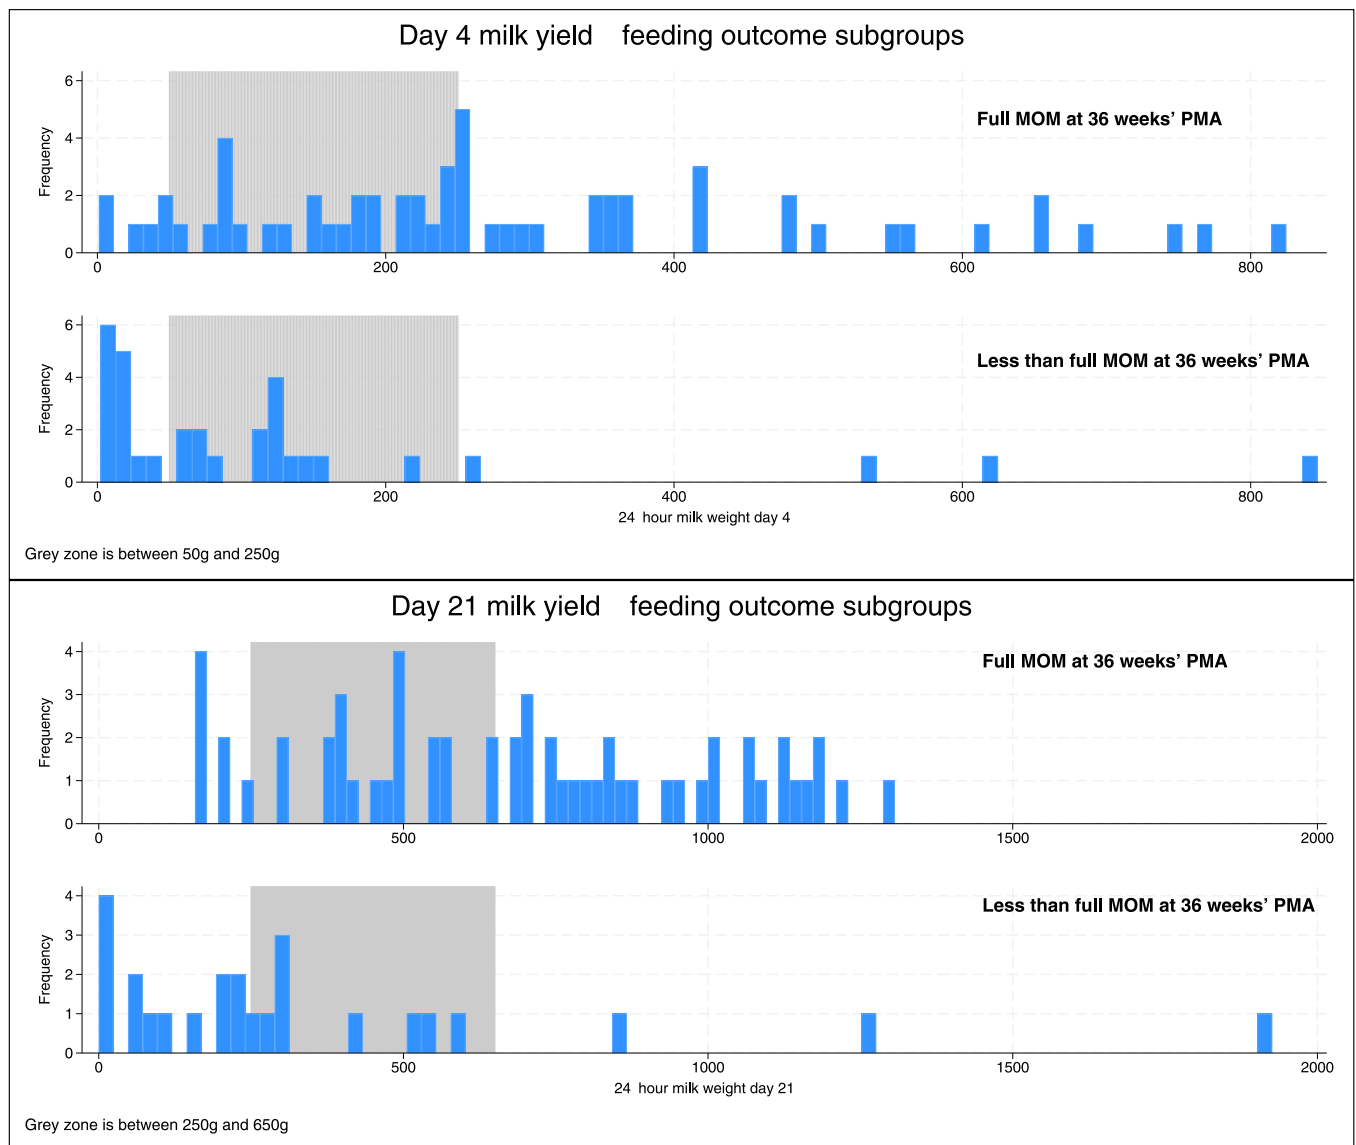 Day 4 milk yield feeding outcome subgroups
6
4
2
0
Frequency
Full MOM at 36 weeks' PMA
0 200 400 600 800
6
4
2
0
Frequency
Less than full MOM at 36 weeks' PMA
0 200 400 600 800
24 hour milk weight day 4
Grey zone is between 50g and 250g
Day 21 milk yield feeding outcome subgroups
4
3
2
1
0
Frequency
Full MOM at 36 weeks' PMA
0 500 1000 1500 2000
4
3
2
1
0
Frequency
Less than full MOM at 36 weeks' PMA
0 500 1000 1500 2000
24 hour milk weight day 21
Grey zone is between 250g and 650g